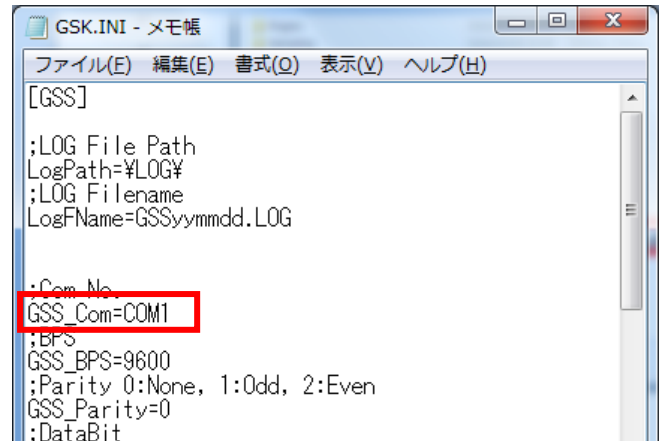 GSK.INI - メモ帳
ファイル(F) 編集(E) 書式(O) 表示(V) ヘルプ(H)
[GSS]
;LOG File Path
LogPath=¥LOG¥
;LOG Filename
LogFName=GSSyymmdd.LOG
;Com No.
GSS_Com=COM1
;BPS
GSS_BPS=9600
;Parity 0:None, 1:Odd, 2:Even
GSS_Parity=0
;DataBit